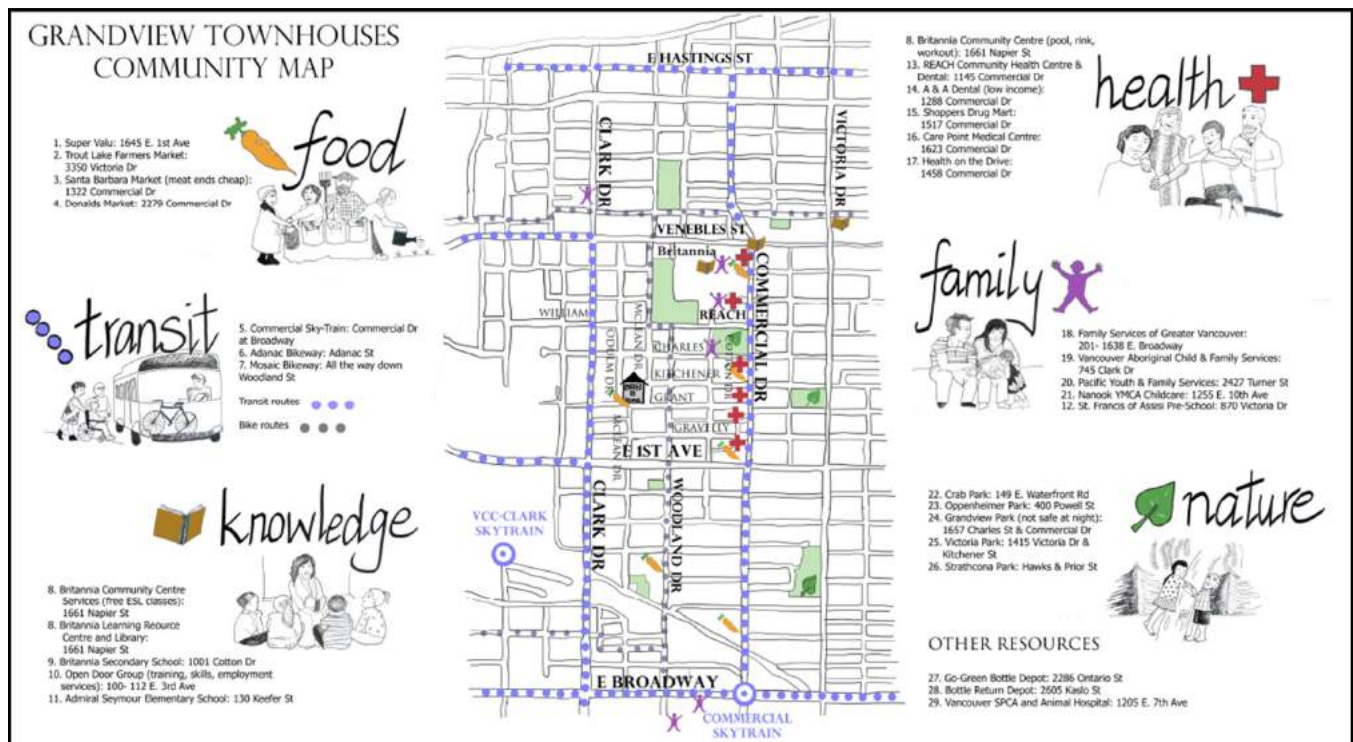 GRANDVIEW TOWNHOUSES
COMMUNITY MAP
food
1. Super Valu: 1645 E. 1st Ave
2. Trout Lake Farmers Market:
3350 Victoria Dr
3. Santa Barbara Market (meat ends cheap):
1322 Commercial Dr
4. Donalds Market: 2279 Commercial Dr
transit
5. Commercial Sky-Train: Commercial Dr
at Broadway
6. Adanac Bikeway: Adanac St
7. Mosaic Bikeway: All the way down
Woodland St
Transit routes
Bike routes
knowledge
8. Britannia Community Centre
Services (free ESL classes):
1661 Napier St
8. Britannia Learning Reource
Centre and Library:
1661 Napier St
9. Britannia Secondary School: 1001 Cotton Dr
10. Open Door Group (training, skills, employment
services): 100- 112 E. 3rd Ave
11. Admiral Seymour Elementary School: 130 Keefer St
E HASTINGS ST
CLARK DR
VICTORIA DR
VENEBLES ST
Britannia
COMMERCIAL DR
WILLIAM
MCLEAN DR
REACH
ODULM DR
CHARLES
COTTON DR
KITCHENER
GRANT
MCLEAN DR
GRAVELLY
E 1ST AVE
CLARK DR
WOODLAND DR
VCC-CLARK
SKYTRAIN
E BROADWAY
COMMERCIAL
SKYTRAIN
health
8. Britannia Community Centre (pool, rink,
workout): 1661 Napier St
13. REACH Community Health Centre &
Dental: 1145 Commercial Dr
14. A & A Dental (low income):
1288 Commercial Dr
15. Shoppers Drug Mart:
1517 Commercial Dr
16. Care Point Medical Centre:
1623 Commercial Dr
17. Health on the Drive:
1458 Commercial Dr
family
18. Family Services of Greater Vancouver:
201- 1638 E. Broadway
19. Vancouver Aboriginal Child & Family Services:
745 Clark Dr
20. Pacific Youth & Family Services: 2427 Turner St
21. Nanook YMCA Childcare: 1255 E. 10th Ave
12. St. Francis of Assisi Pre-School: 870 Victoria Dr
nature
22. Crab Park: 149 E. Waterfront Rd
23. Oppenheimer Park: 400 Powell St
24. Grandview Park (not safe at night):
1657 Charles St & Commercial Dr
25. Victoria Park: 1415 Victoria Dr &
Kitchener St
26. Strathcona Park: Hawks & Prior St
OTHER RESOURCES
27. Go-Green Bottle Depot: 2286 Ontario St
28. Bottle Return Depot: 2605 Kaslo St
29. Vancouver SPCA and Animal Hospital: 1205 E. 7th Ave